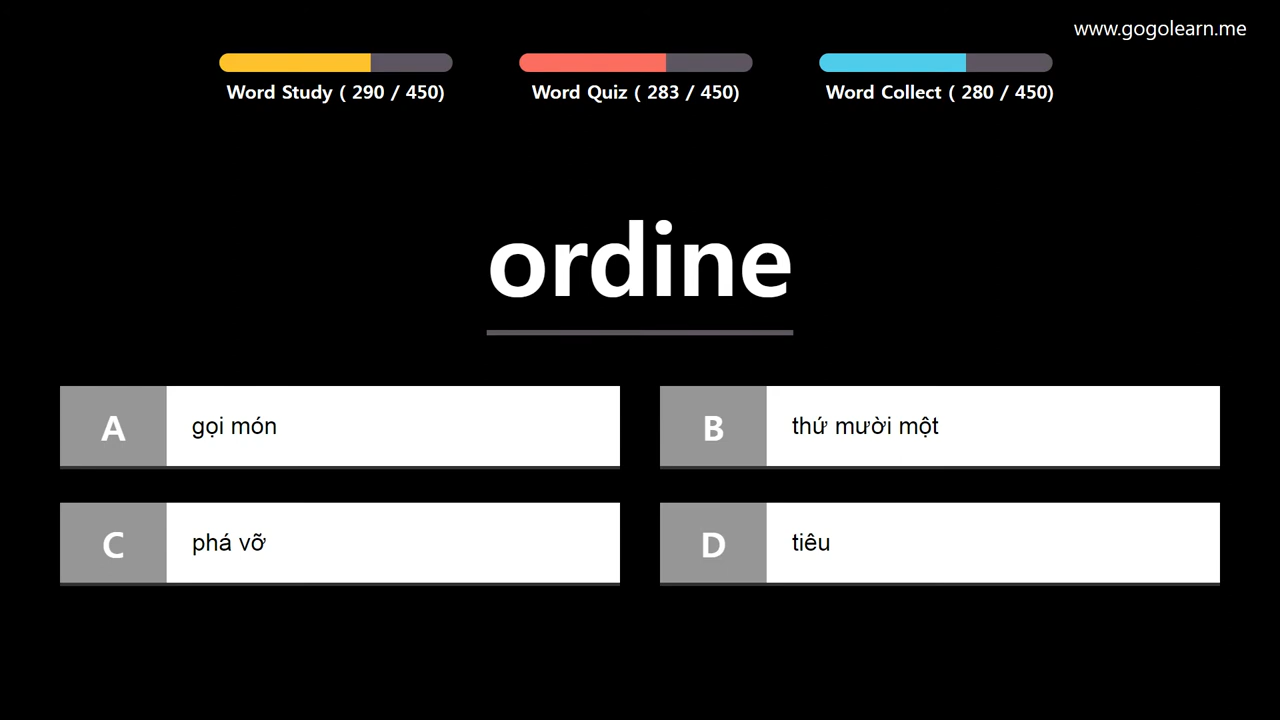 www.gogolearn.me
Word Study ( 290 / 450)
Word Quiz ( 283 / 450)
Word Collect ( 280 / 450)
ordine
A gọi món
B thứ mười một
C phá vỡ
D tiêu